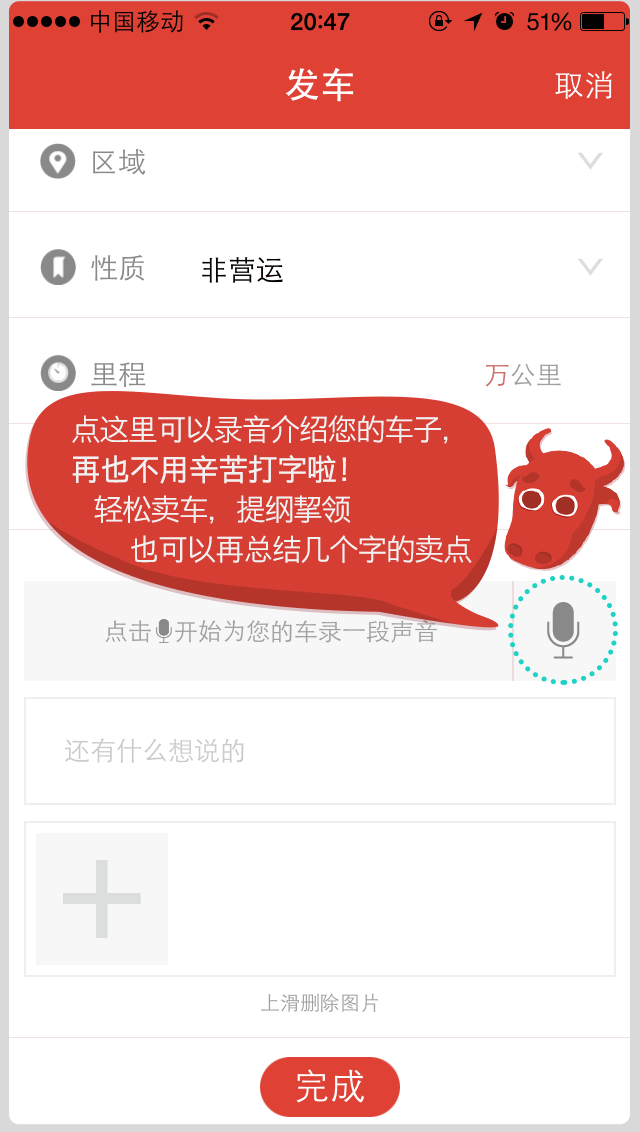 中国移动 20:47 51%
发车 取消
区域
性质 非营运
里程 万公里
点这里可以录音介绍您的车子，
再也不用辛苦打字啦！
轻松卖车，提纲挈领
也可以再总结几个字的卖点
点击开始为您的车录一段声音
还有什么想说的
上滑删除图片
完成